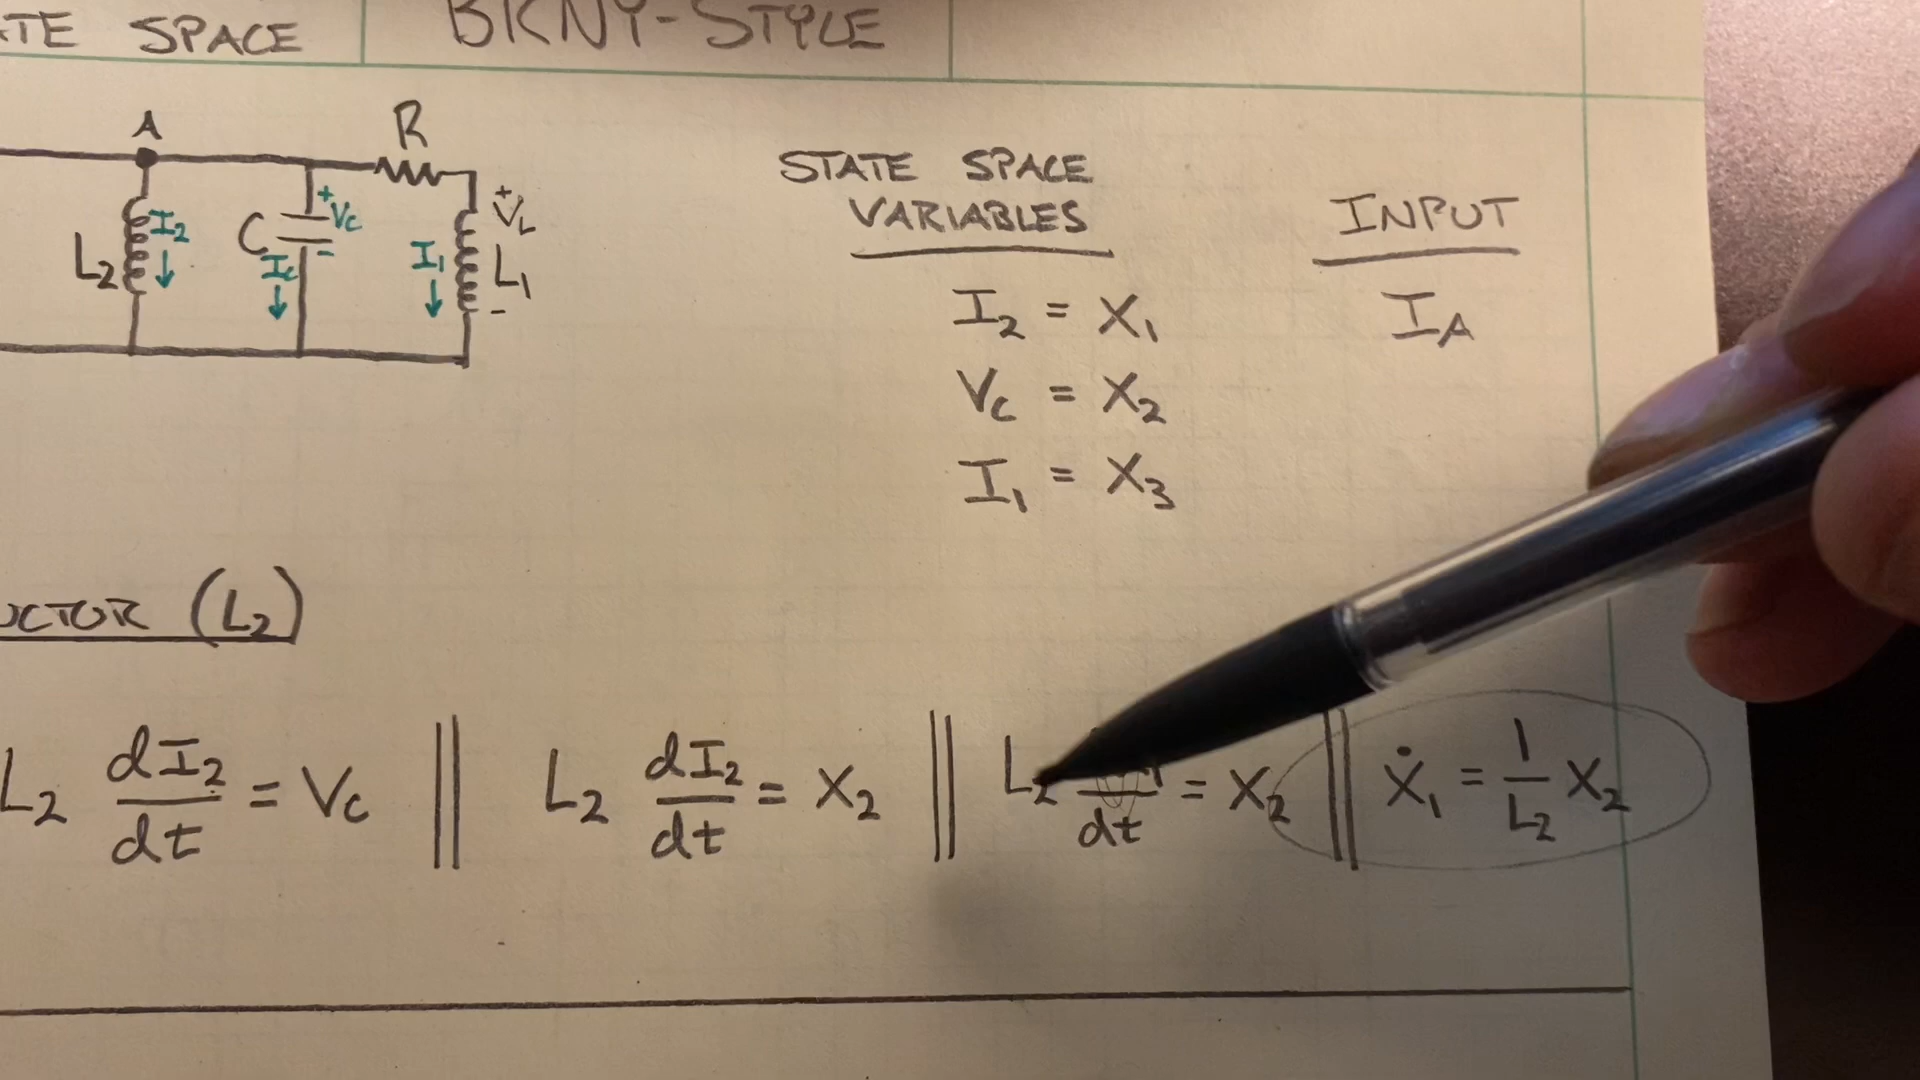 TE SPACE
BKNY-STYLE
A
R
I₂
L₂
C
+
Vc
-
Ic
I₁
+
VL
L₁
-
STATE SPACE
VARIABLES
I₂ = X₁
Vc = X₂
I₁ = X₃
INPUT
IA
UCTOR (L₂)
L₂ dI₂/dt = Vc || L₂ dI₂/dt = X₂ || L₂ /dt = X₂ || Ẋ₁ = 1/L₂ X₂